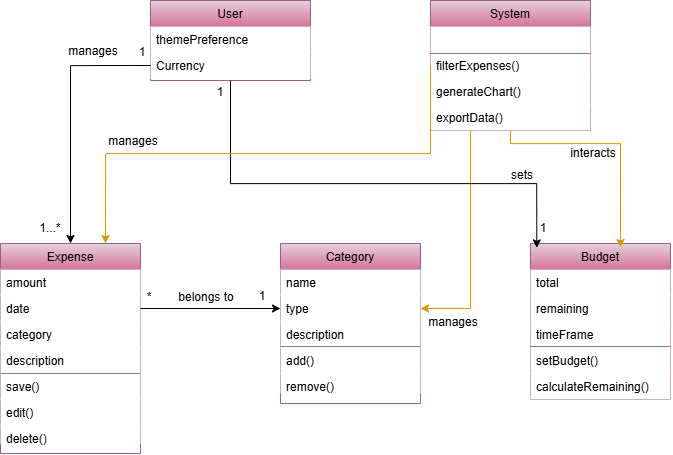 User
themePreference
Currency
System
filterExpenses()
generateChart()
exportData()
manages
1
1
manages
interacts
sets
1...*
1
Expense
amount
date
category
description
save()
edit()
delete()
*
belongs to
1
Category
name
type
description
add()
remove()
manages
Budget
total
remaining
timeFrame
setBudget()
calculateRemaining()